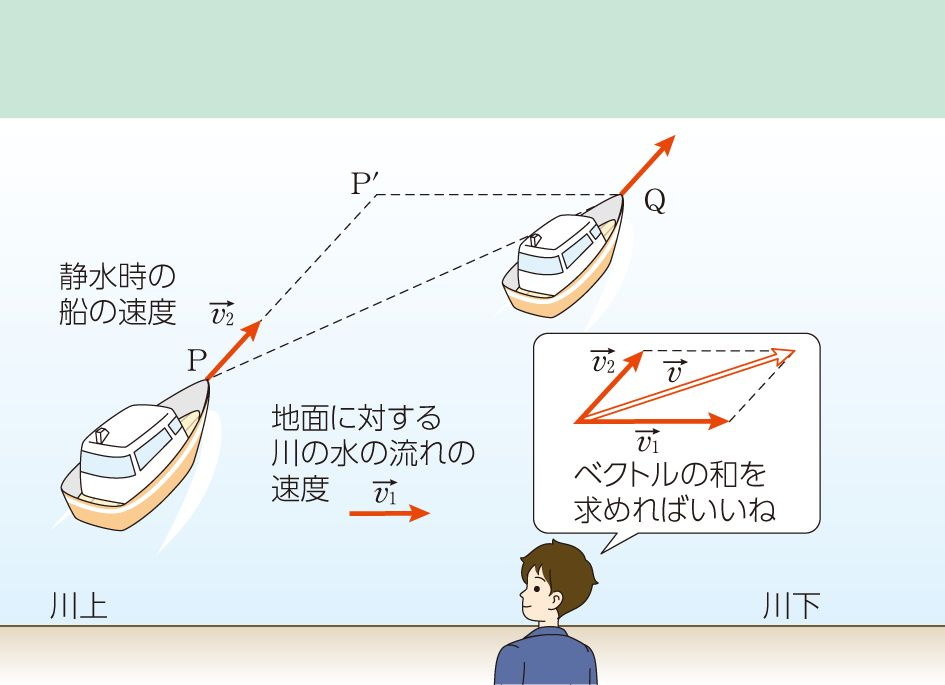 P′
Q
静水時の
船の速度 v₂→
P
地面に対する
川の水の流れの
速度 v₁→
v₂→
v→
v₁→
ベクトルの和を
求めればいいね
川上
川下